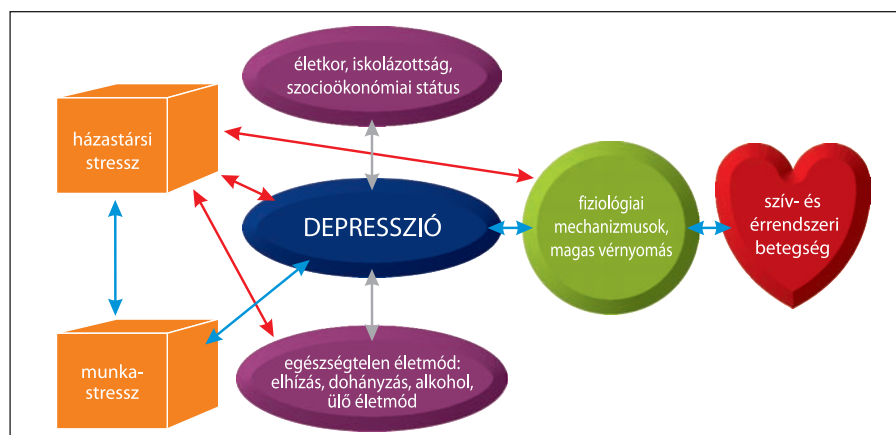 életkor, iskolázottság,
szocioökonómiai státus
házastársi
stressz
DEPRESSZIÓ
fiziológiai
mechanizmusok,
magas vérnyomás
szív- és
érrendszeri
betegség
munka-
stressz
egészségtelen életmód:
elhízás, dohányzás, alkohol,
ülő életmód